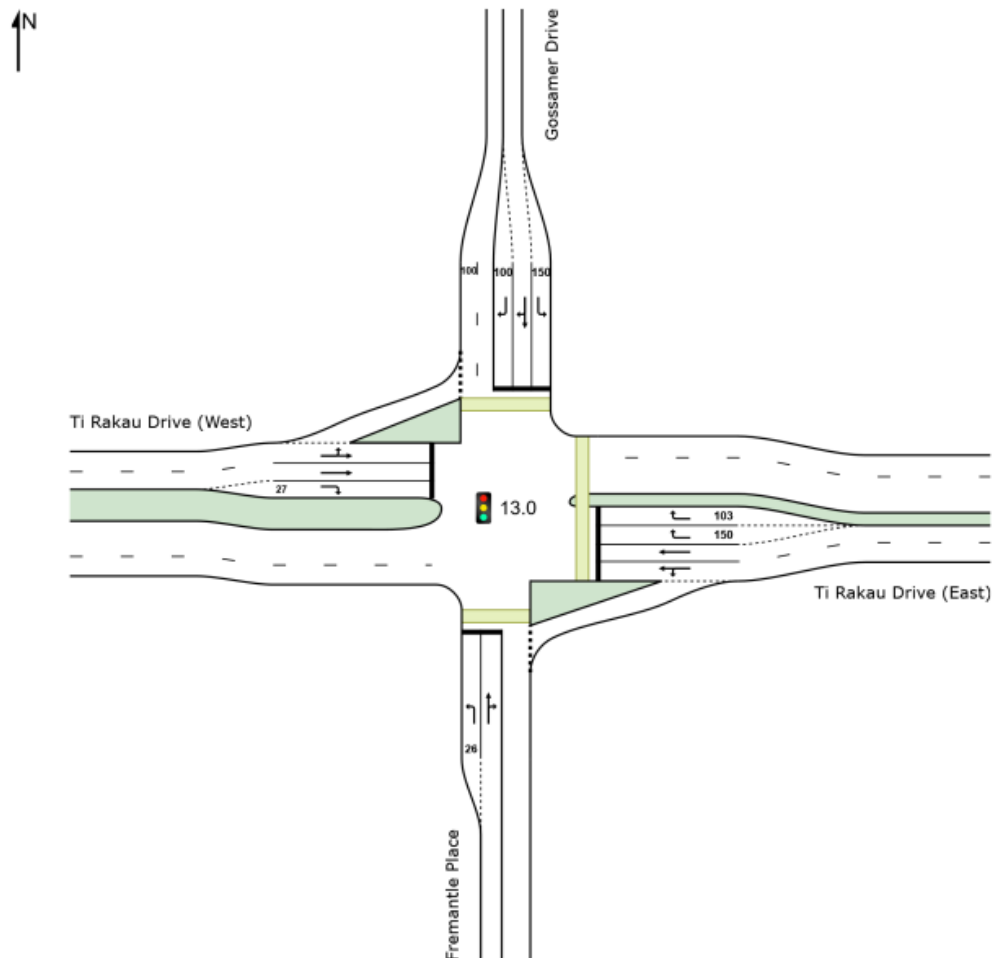 N
Gossamer Drive
100
100
150
Ti Rakau Drive (West)
27
13.0
103
150
Ti Rakau Drive (East)
26
Fremantle Place